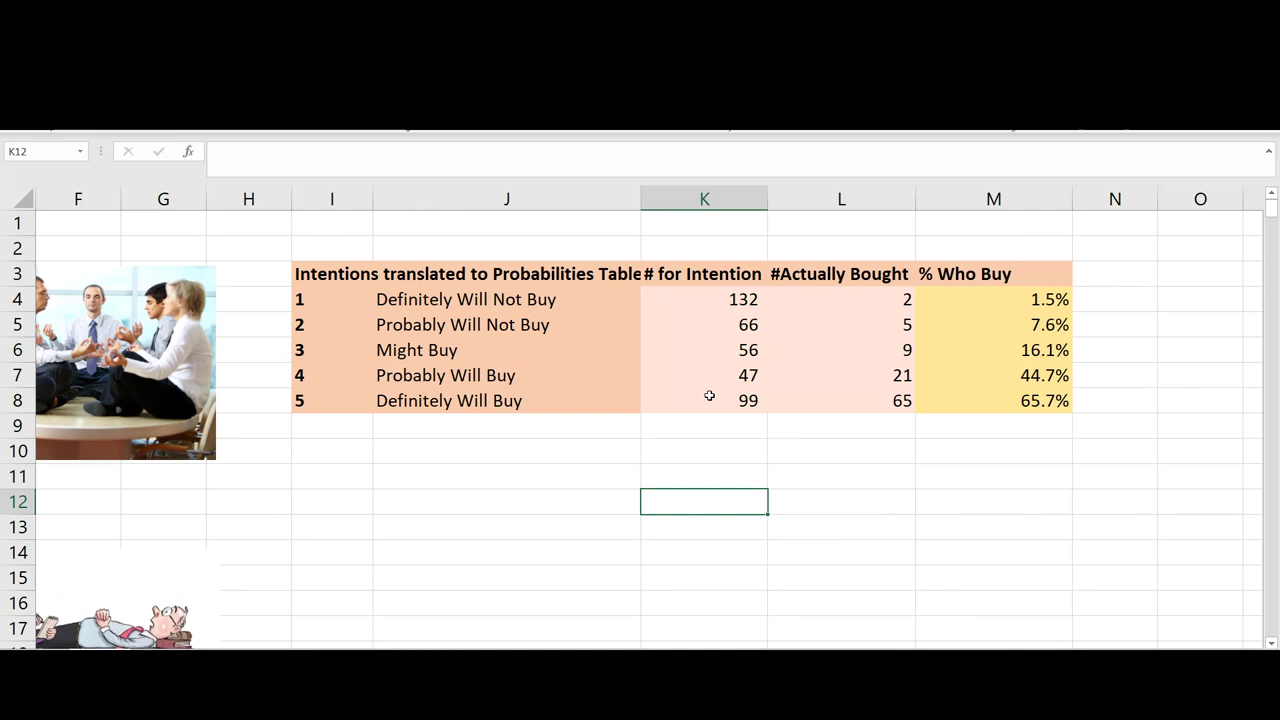 K12 fx
F G H I J K L M N O
1
2
3 Intentions translated to Probabilities Table # for Intention #Actually Bought % Who Buy
4 1 Definitely Will Not Buy 132 2 1.5%
5 2 Probably Will Not Buy 66 5 7.6%
6 3 Might Buy 56 9 16.1%
7 4 Probably Will Buy 47 21 44.7%
8 5 Definitely Will Buy 99 65 65.7%
9
10
11
12
13
14
15
16
17